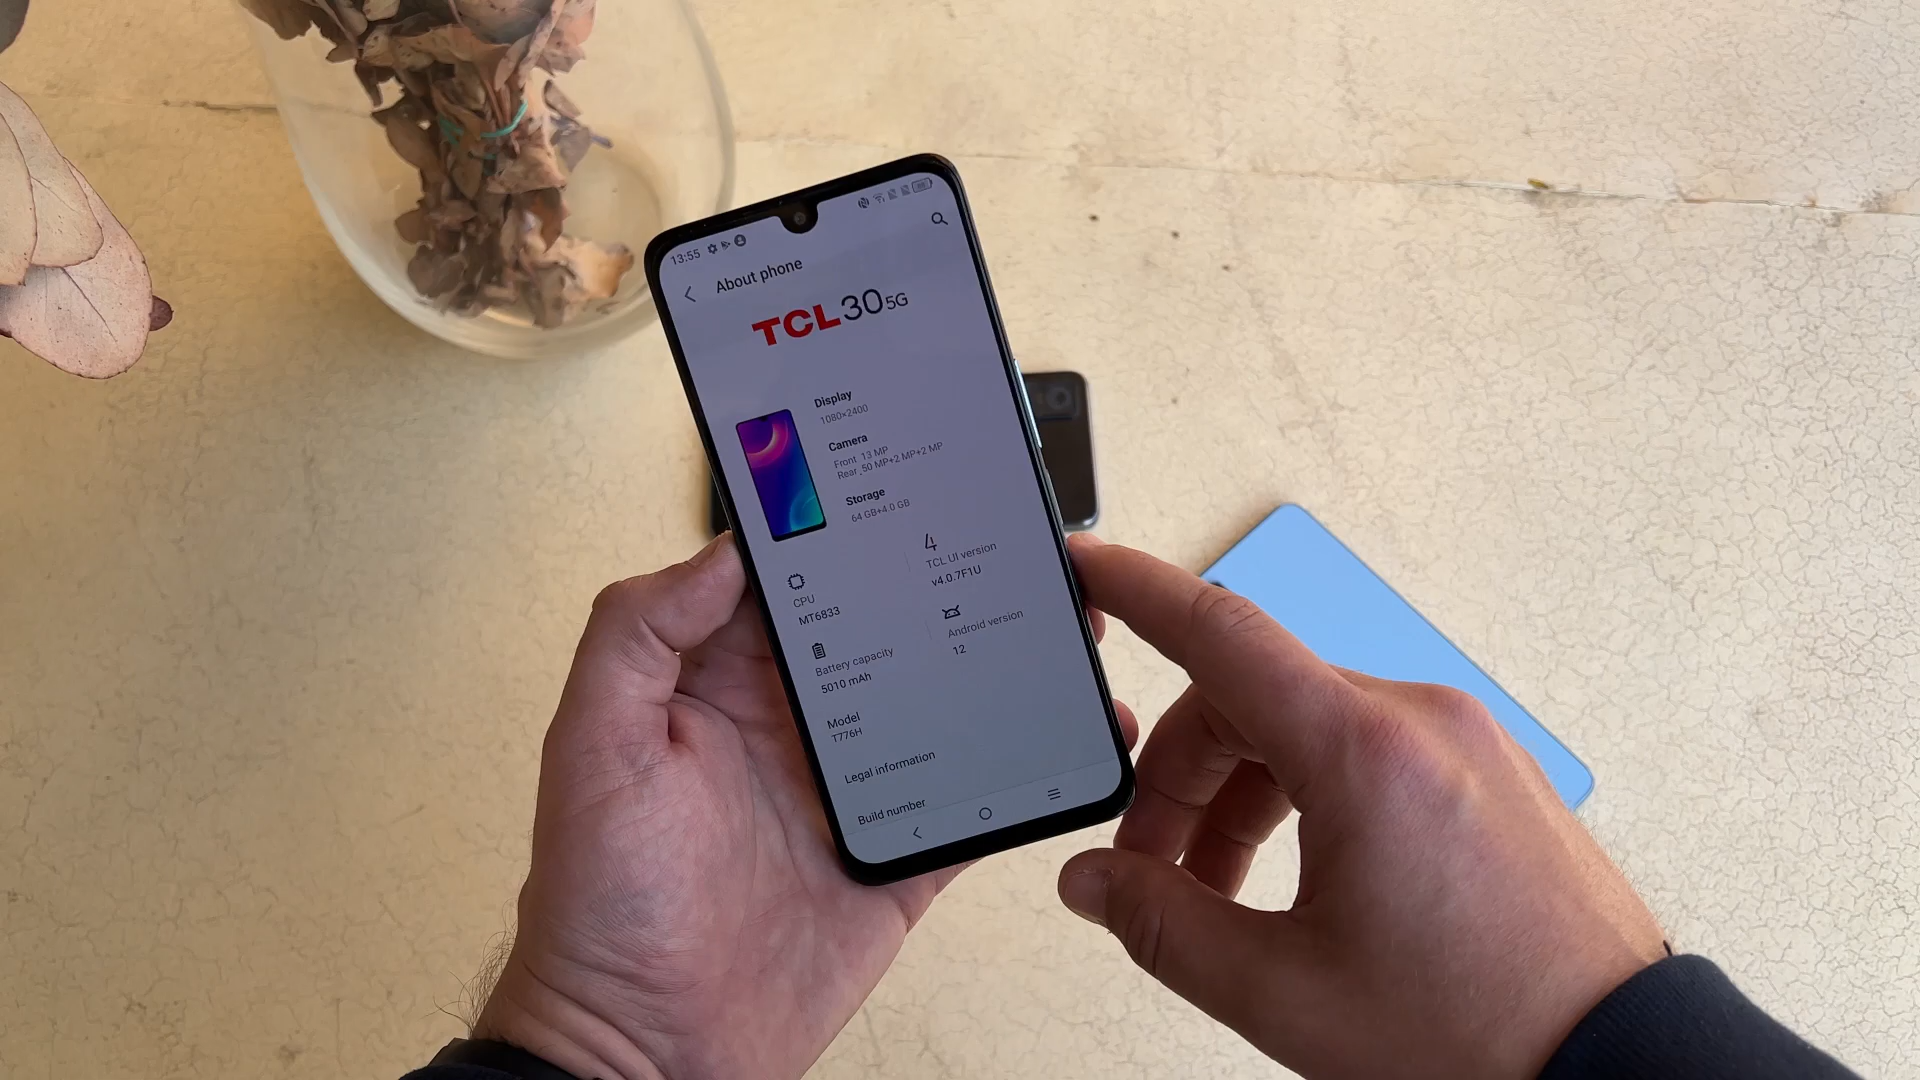 13:55
About phone
TCL 30 5G
Display
1080×2400
Camera
Front 13 MP
Rear 50 MP+2 MP+2 MP
Storage
64 GB+4.0 GB
CPU
MT6833
TCL UI version
v4.0.7F1U
Battery capacity
5010 mAh
Android version
12
Model
T776H
Legal information
Build number